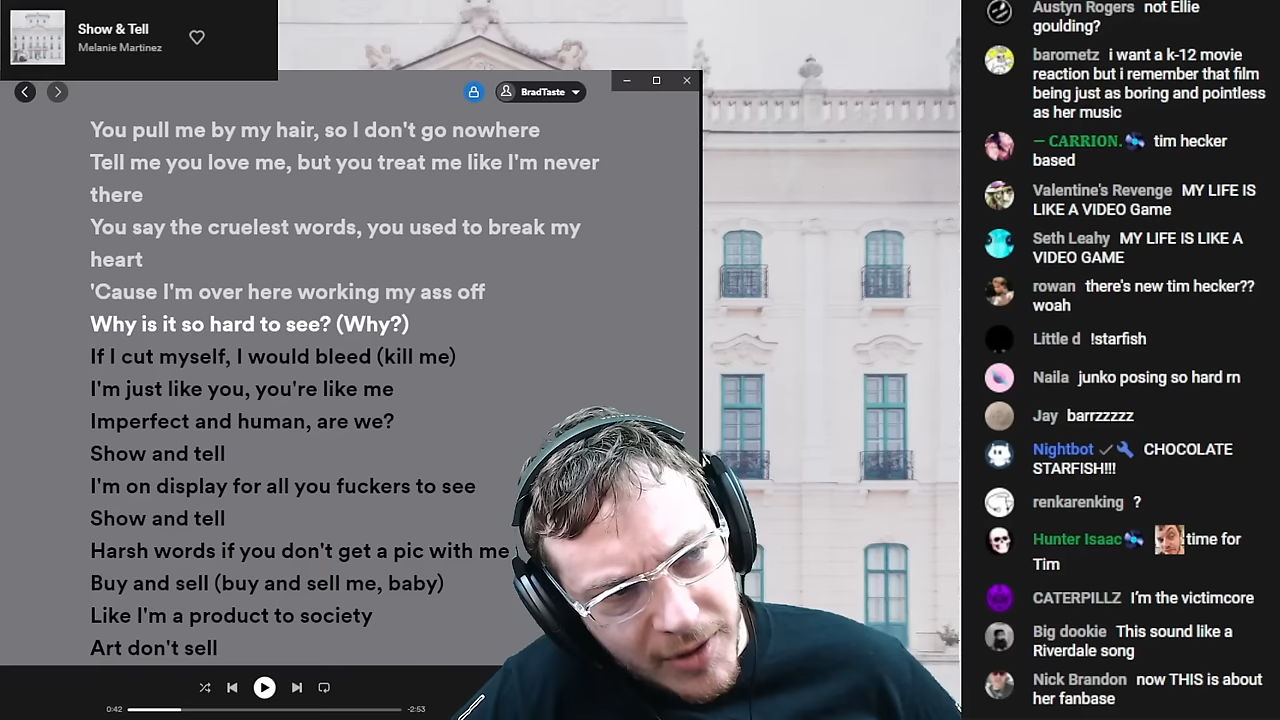 Show & Tell
Melanie Martinez
BradTaste
You pull me by my hair, so I don't go nowhere
Tell me you love me, but you treat me like I'm never
there
You say the cruelest words, you used to break my
heart
'Cause I'm over here working my ass off
Why is it so hard to see? (Why?)
If I cut myself, I would bleed (kill me)
I'm just like you, you're like me
Imperfect and human, are we?
Show and tell
I'm on display for all you fuckers to see
Show and tell
Harsh words if you don't get a pic with me
Buy and sell (buy and sell me, baby)
Like I'm a product to society
Art don't sell
0:42
-2:53
Austyn Rogers not Ellie
goulding?
barometz i want a k-12 movie
reaction but i remember that film
being just as boring and pointless
as her music
— CARRION. tim hecker
based
Valentine's Revenge MY LIFE IS
LIKE A VIDEO Game
Seth Leahy MY LIFE IS LIKE A
VIDEO GAME
rowan there's new tim hecker??
woah
Little d !starfish
Naila junko posing so hard rn
Jay barrzzzzz
Nightbot CHOCOLATE
STARFISH!!!
renkarenking ?
Hunter Isaac time for
Tim
CATERPILLZ I'm the victimcore
Big dookie This sound like a
Riverdale song
Nick Brandon now THIS is about
her fanbase